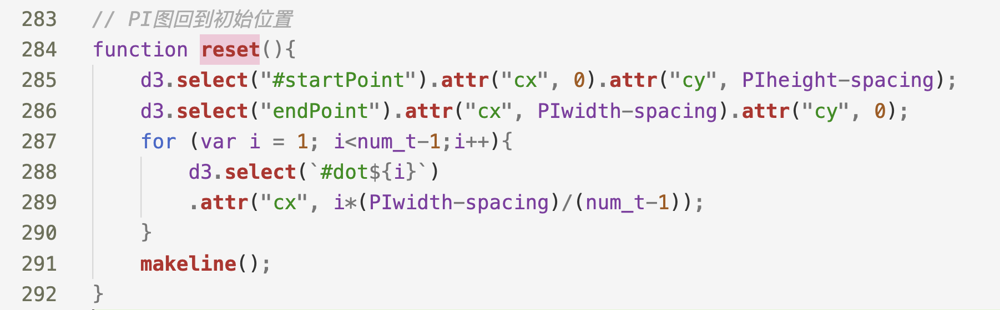 283 // PI图回到初始位置
284 function reset(){
285 d3.select("#startPoint").attr("cx", 0).attr("cy", PIheight-spacing);
286 d3.select("endPoint").attr("cx", PIwidth-spacing).attr("cy", 0);
287 for (var i = 1; i<num_t-1;i++){
288 d3.select(`#dot${i}`)
289 .attr("cx", i*(PIwidth-spacing)/(num_t-1));
290 }
291 makeline();
292 }